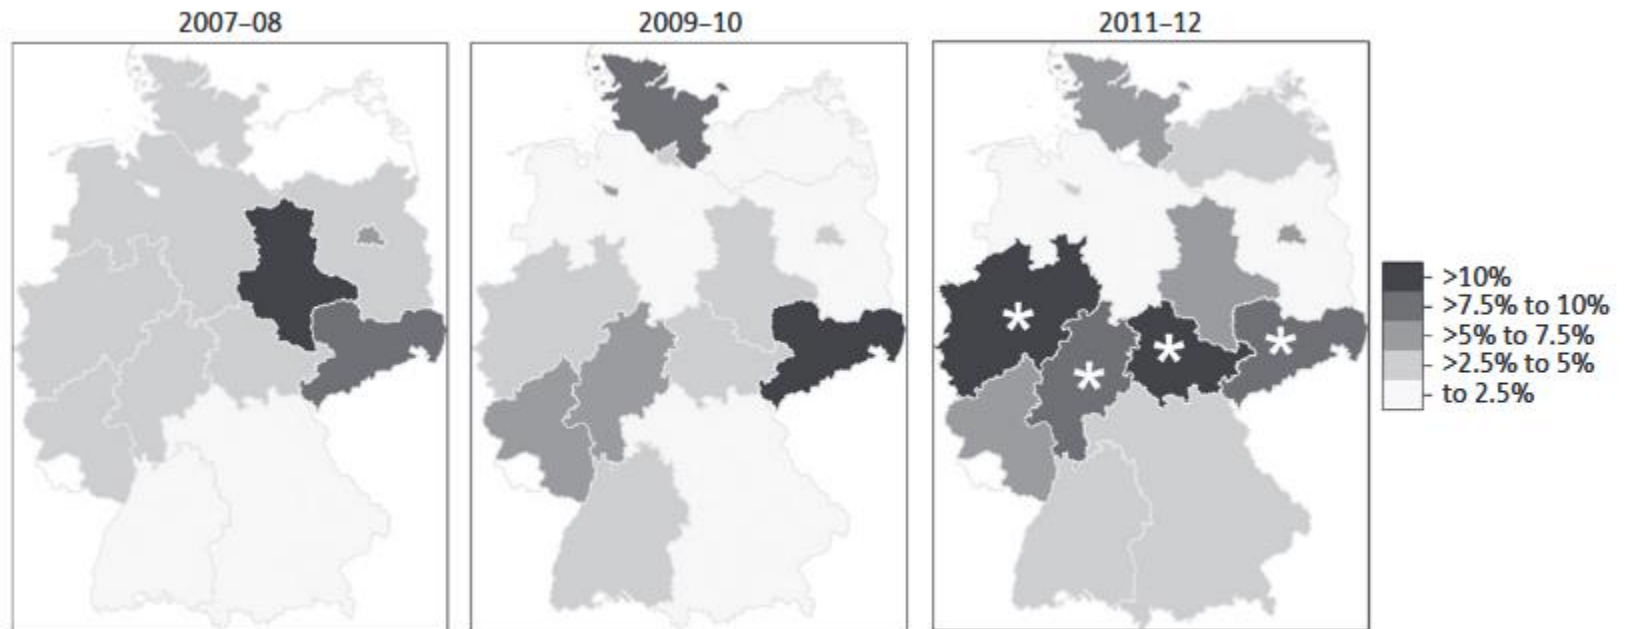 2007–08
2009–10
2011–12
>10%
>7.5% to 10%
>5% to 7.5%
>2.5% to 5%
to 2.5%
*
*
*
*